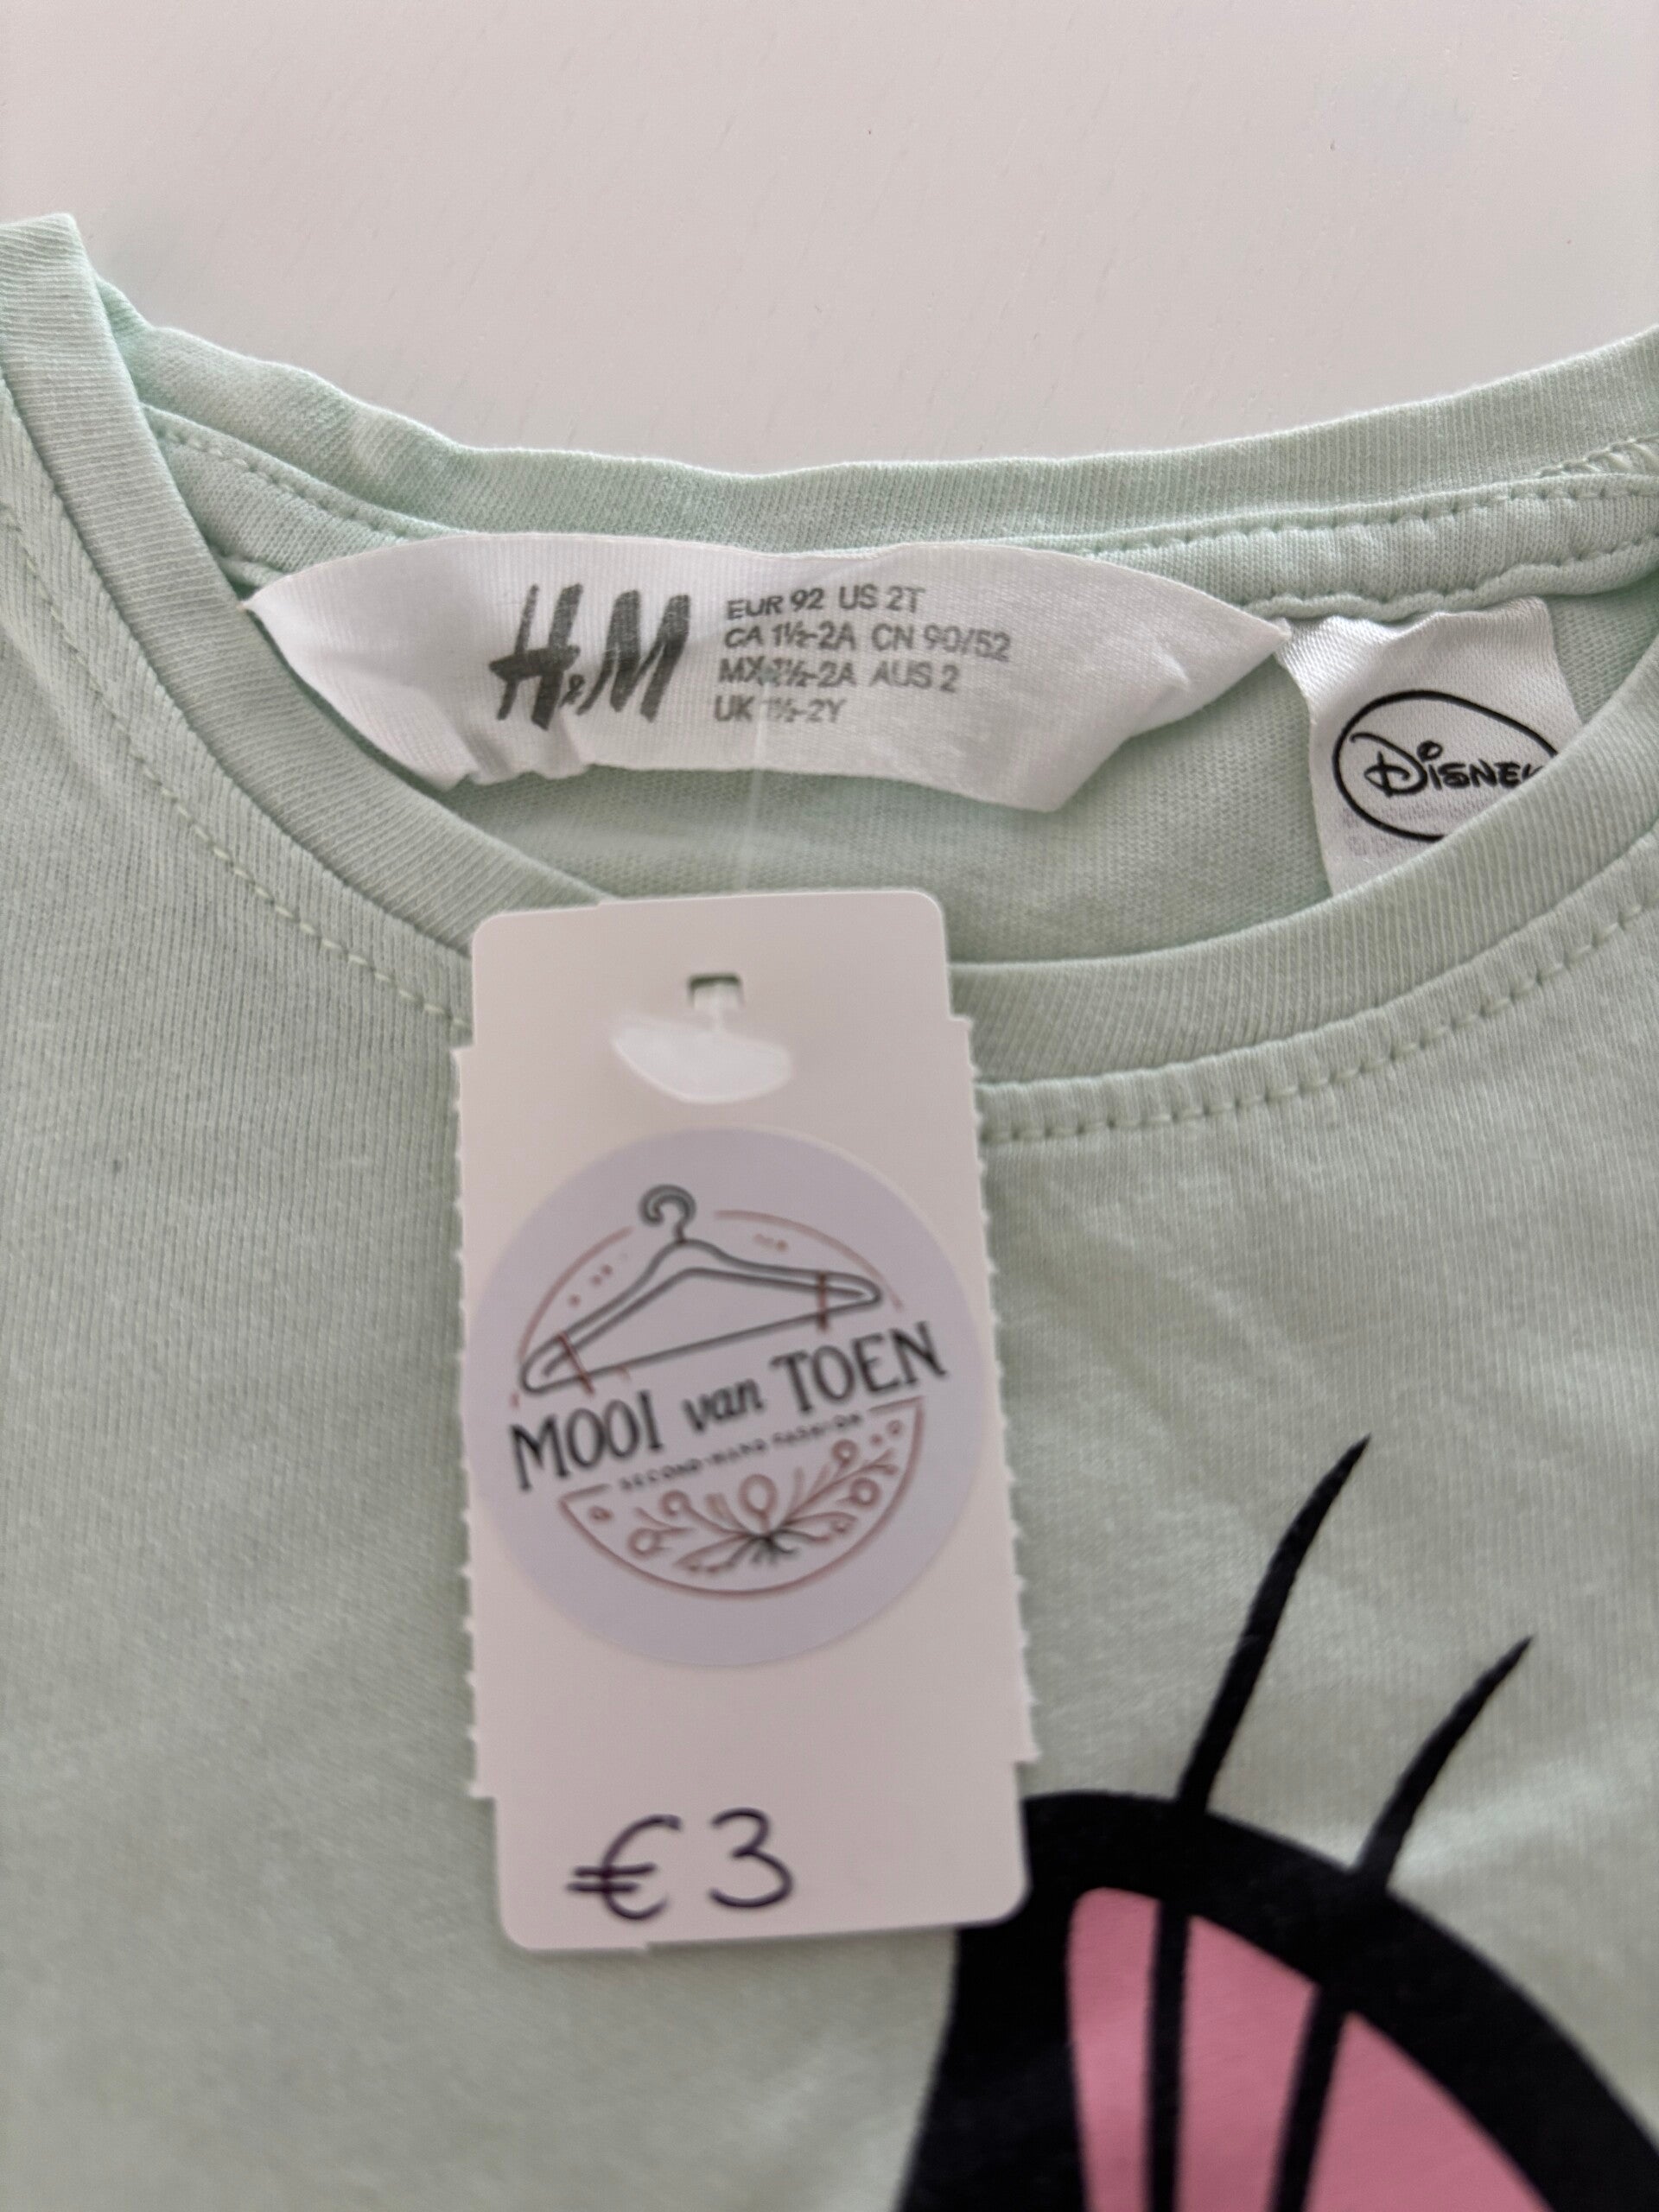 H&M
EUR 92 US 2T
CA 1½-2A CN 90/52
MX 1½-2A AUS 2
UK 1½-2Y
DISNEY
MOOI van TOEN
SECOND-HAND FASHION
€3